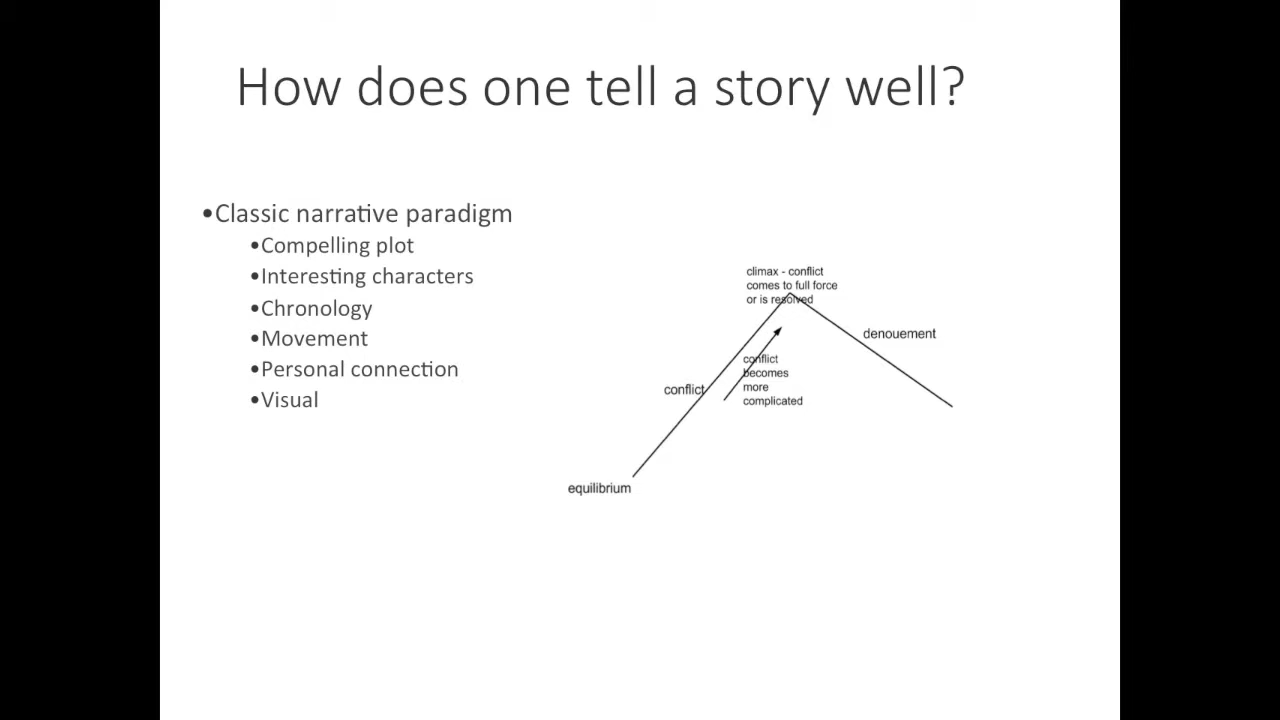 How does one tell a story well?
•Classic narrative paradigm
•Compelling plot
•Interesting characters
•Chronology
•Movement
•Personal connection
•Visual
climax - conflict
comes to full force
or is resolved
denouement
conflict
becomes
more
complicated
conflict
equilibrium